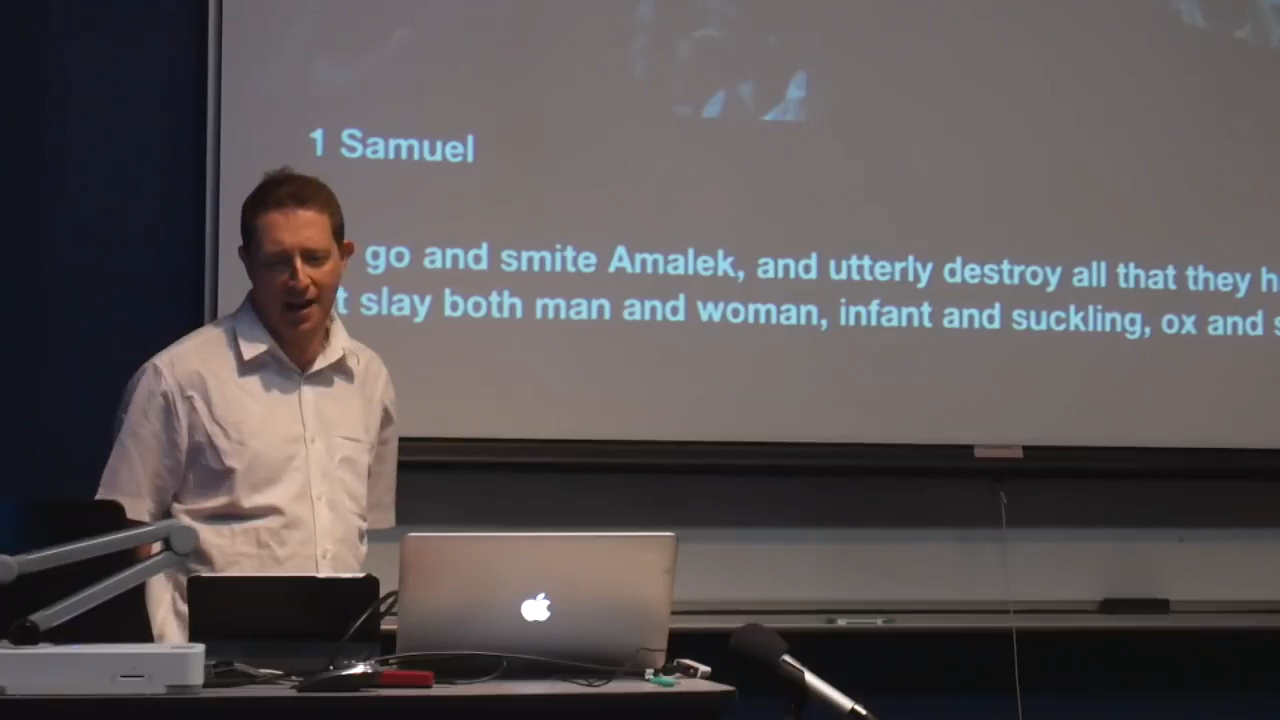 1 Samuel
go and smite Amalek, and utterly destroy all that they
slay both man and woman, infant and suckling, ox and